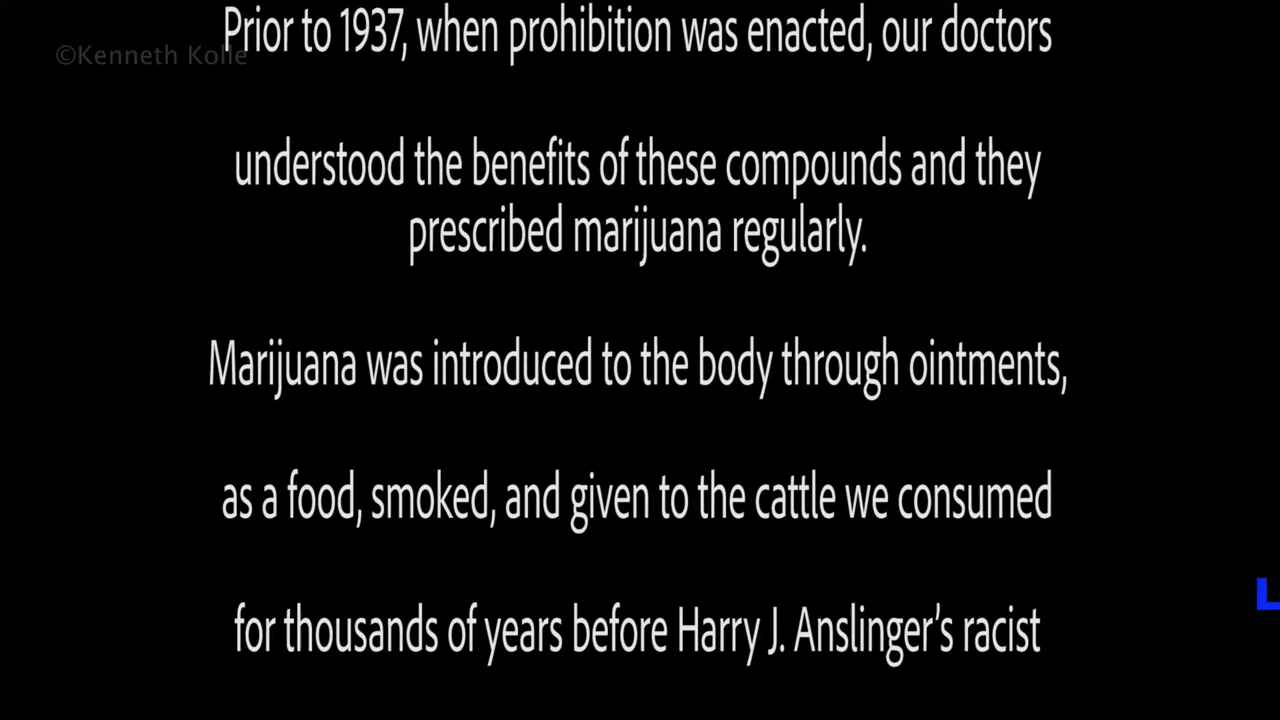 Prior to 1937, when prohibition was enacted, our doctors
©Kenneth Kolle
understood the benefits of these compounds and they
prescribed marijuana regularly.
Marijuana was introduced to the body through ointments,
as a food, smoked, and given to the cattle we consumed
for thousands of years before Harry J. Anslinger’s racist